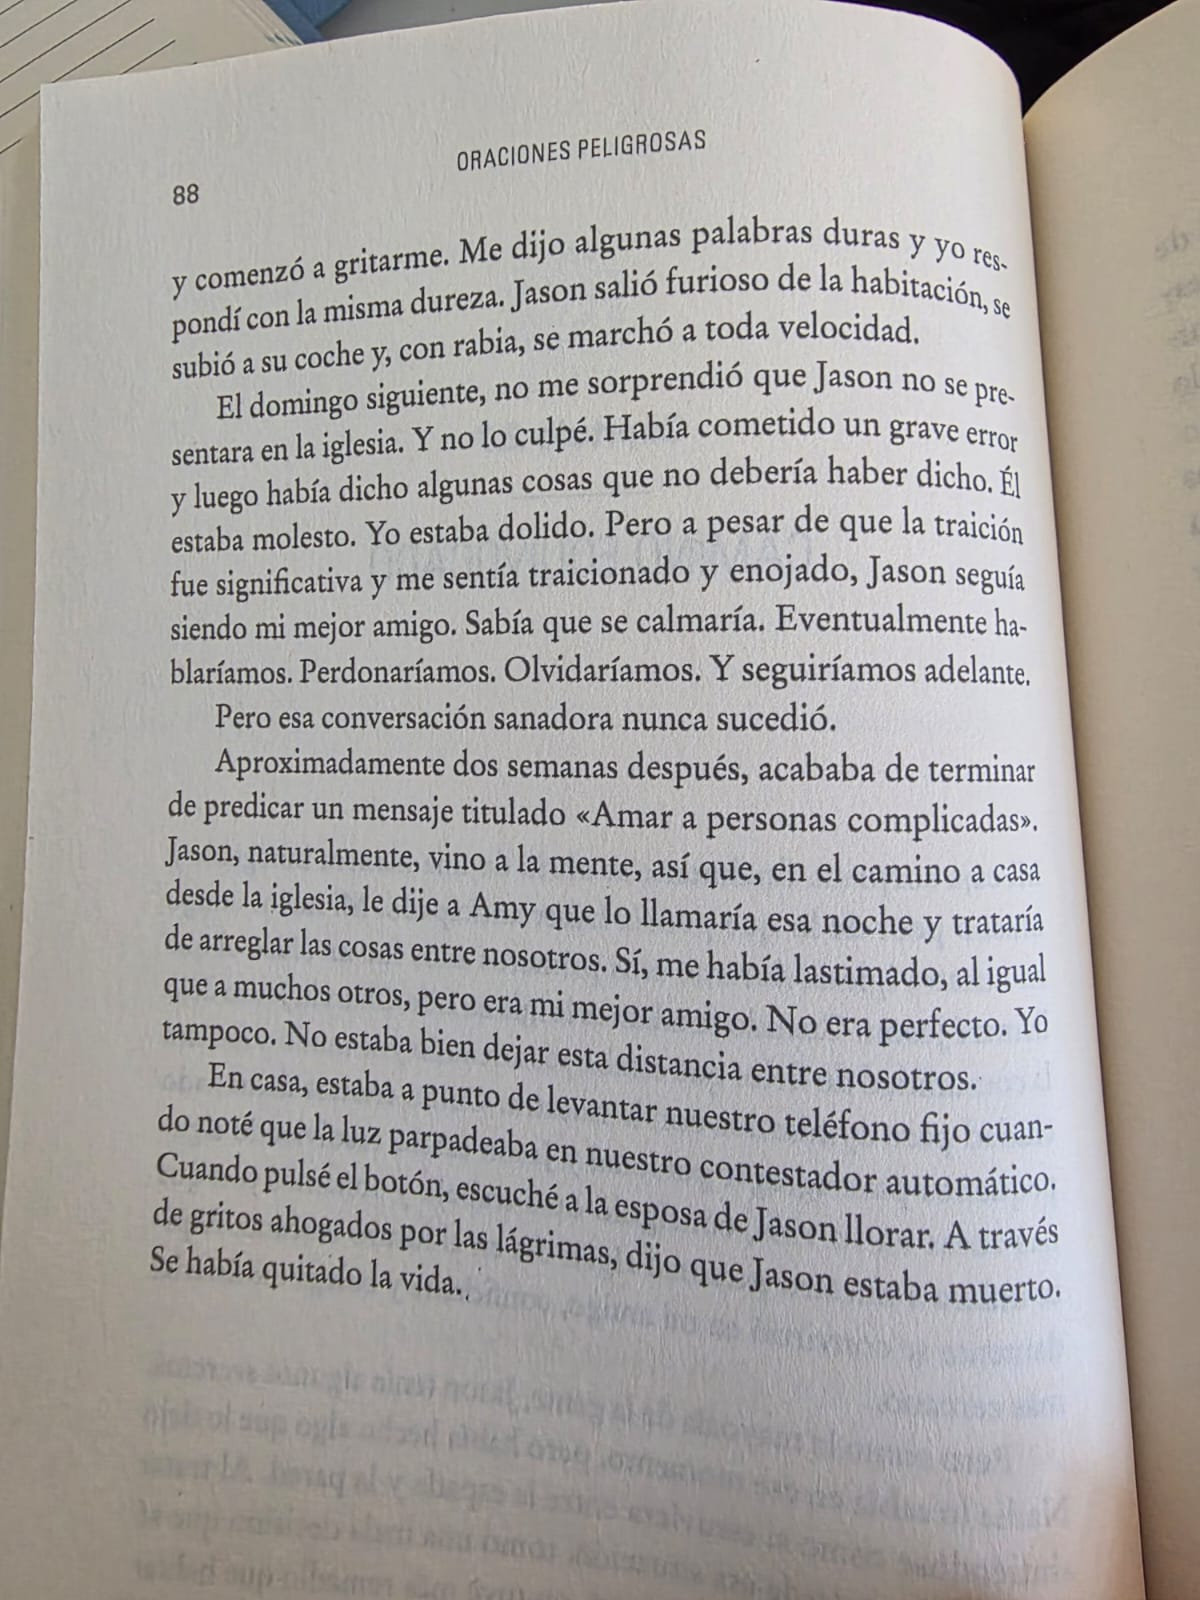 ORACIONES PELIGROSAS
88
y comenzó a gritarme. Me dijo algunas palabras duras y yo res-
pondí con la misma dureza. Jason salió furioso de la habitación, se
subió a su coche y, con rabia, se marchó a toda velocidad.
El domingo siguiente, no me sorprendió que Jason no se pre-
sentara en la iglesia. Y no lo culpé. Había cometido un grave error
y luego había dicho algunas cosas que no debería haber dicho. Él
estaba molesto. Yo estaba dolido. Pero a pesar de que la traición
fue significativa y me sentía traicionado y enojado, Jason seguía
siendo mi mejor amigo. Sabía que se calmaría. Eventualmente ha-
blaríamos. Perdonaríamos. Olvidaríamos. Y seguiríamos adelante.
Pero esa conversación sanadora nunca sucedió.
Aproximadamente dos semanas después, acababa de terminar
de predicar un mensaje titulado «Amar a personas complicadas».
Jason, naturalmente, vino a la mente, así que, en el camino a casa
desde la iglesia, le dije a Amy que lo llamaría esa noche y trataría
de arreglar las cosas entre nosotros. Sí, me había lastimado, al igual
que a muchos otros, pero era mi mejor amigo. No era perfecto. Yo
tampoco. No estaba bien dejar esta distancia entre nosotros.
En casa, estaba a punto de levantar nuestro teléfono fijo cuan-
do noté que la luz parpadeaba en nuestro contestador automático.
Cuando pulsé el botón, escuché a la esposa de Jason llorar. A través
de gritos ahogados por las lágrimas, dijo que Jason estaba muerto.
Se había quitado la vida.